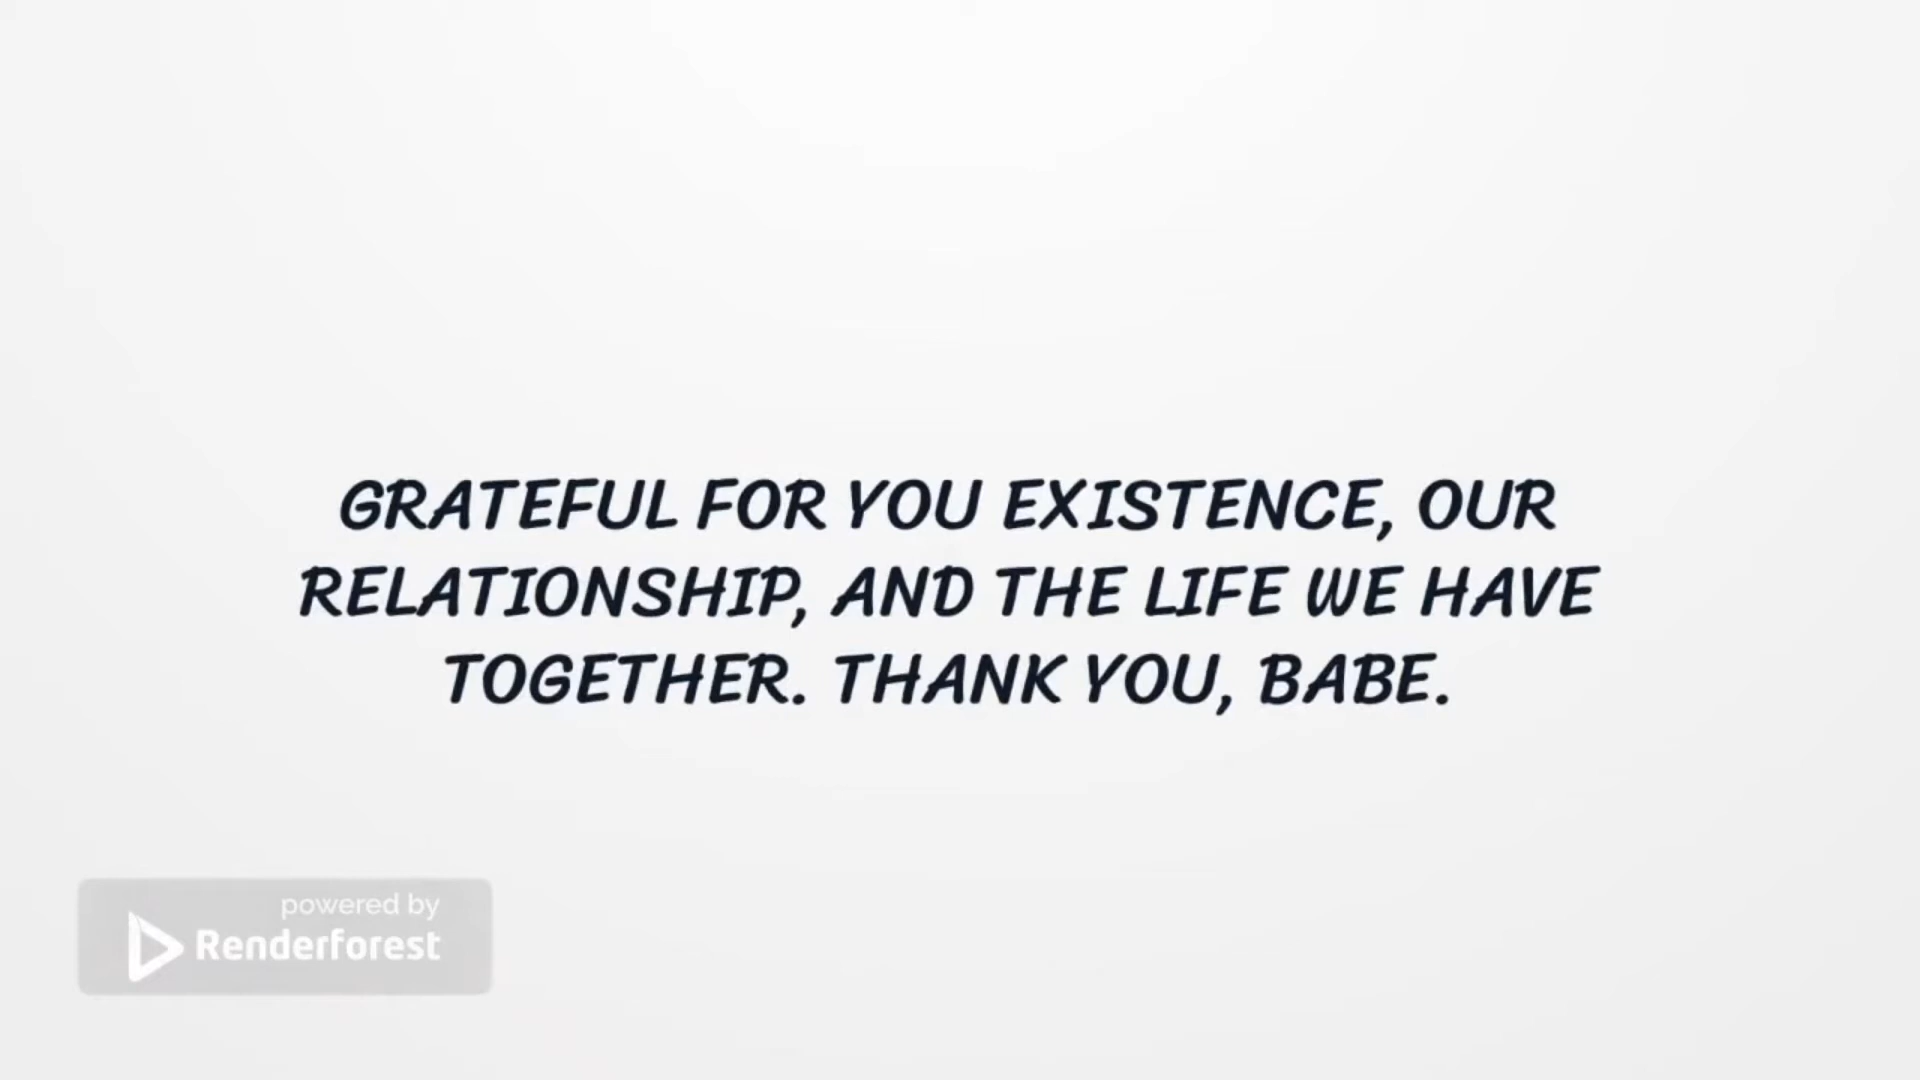 GRATEFUL FOR YOU EXISTENCE, OUR
RELATIONSHIP, AND THE LIFE WE HAVE
TOGETHER. THANK YOU, BABE.
powered by
Renderforest